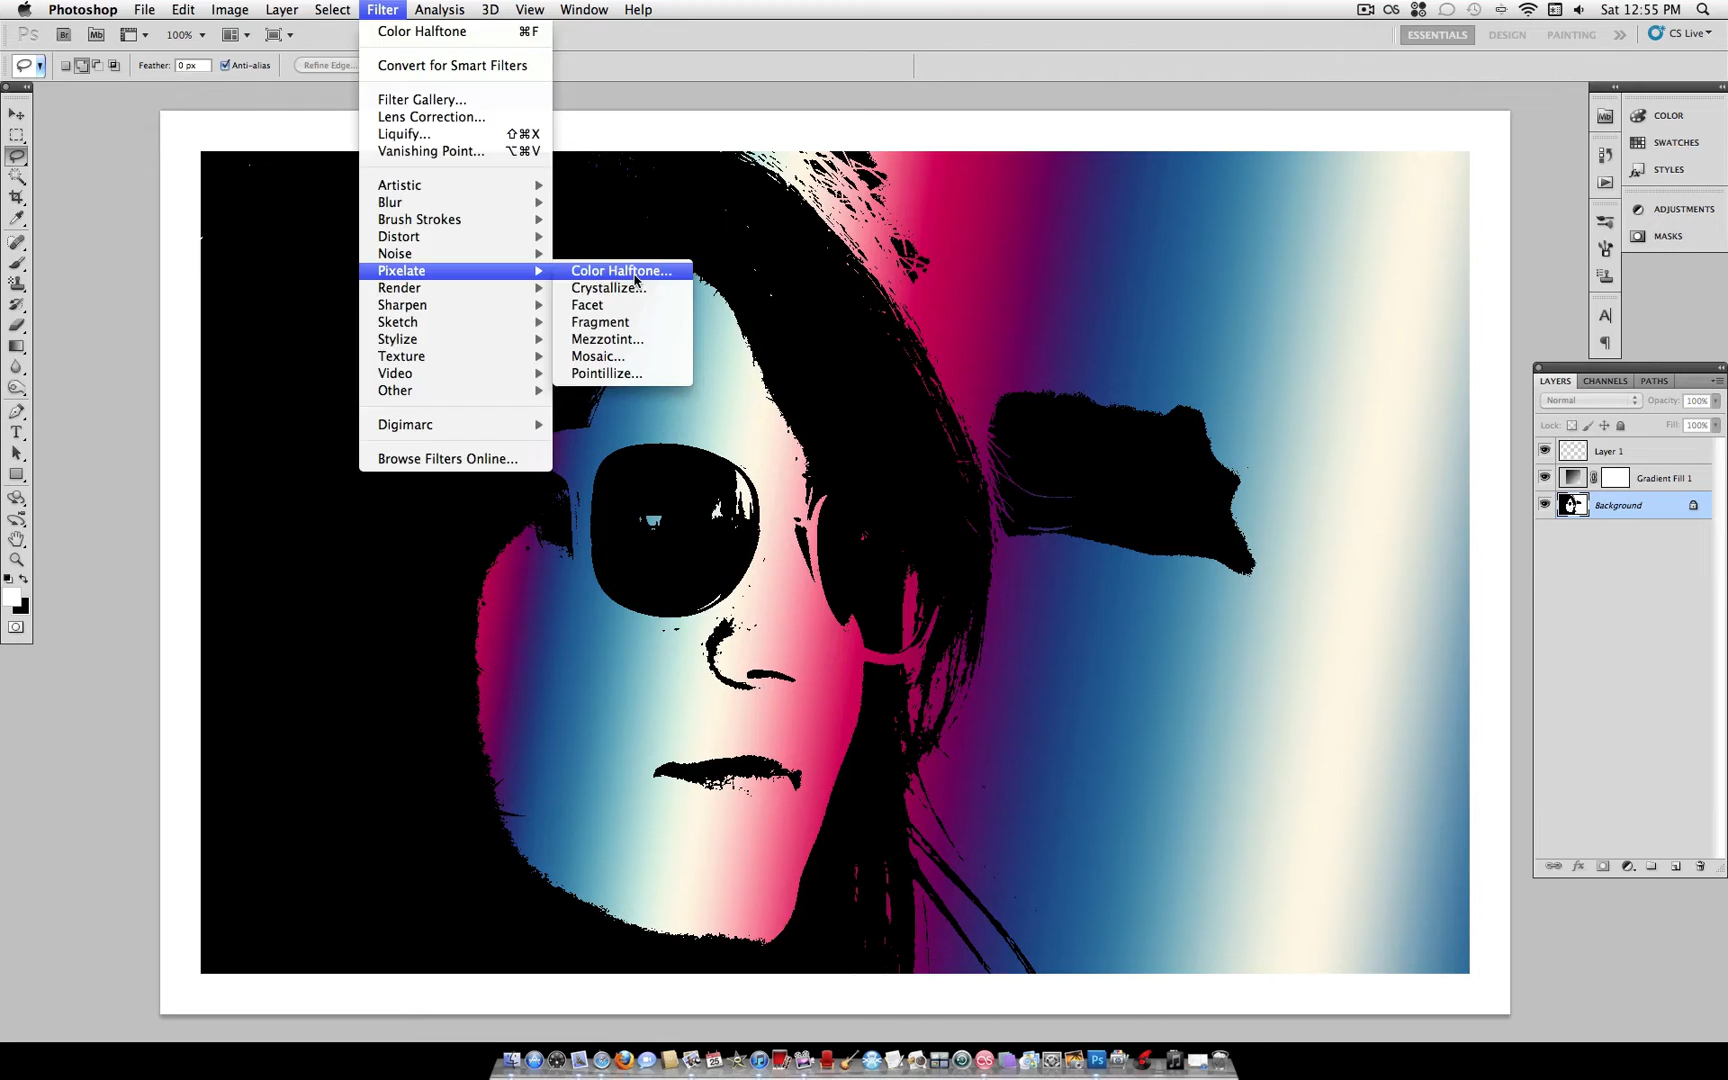 Photoshop File Edit Image Layer Select Filter Analysis 3D View Window Help Sat 12:55 PM
Ps Br Mb 100% ESSENTIALS DESIGN PAINTING CS Live
Feather: 0 px Anti-alias Refine Edge...
Color Halftone ⌘F
Convert for Smart Filters
Filter Gallery...
Lens Correction...
Liquify... ⇧⌘X
Vanishing Point... ⌥⌘V
Artistic
Blur
Brush Strokes
Distort
Noise
Pixelate
Render
Sharpen
Sketch
Stylize
Texture
Video
Other
Digimarc
Browse Filters Online...
Color Halftone...
Crystallize...
Facet
Fragment
Mezzotint...
Mosaic...
Pointillize...
Mb COLOR
SWATCHES
STYLES
ADJUSTMENTS
MASKS
LAYERS CHANNELS PATHS
Normal Opacity: 100%
Lock: Fill: 100%
Layer 1
Gradient Fill 1
Background